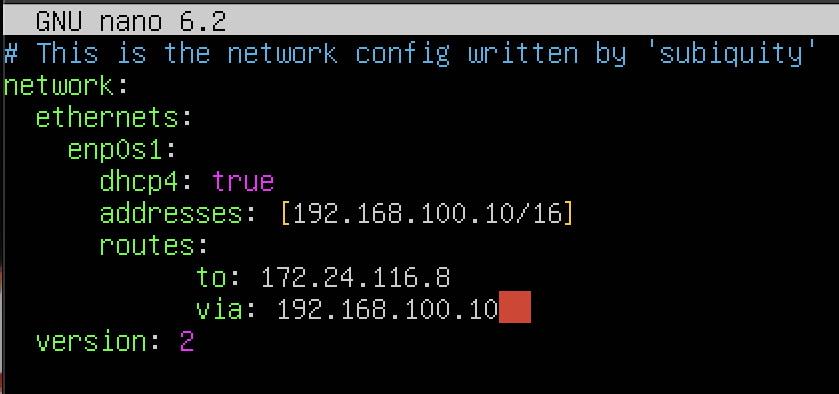 GNU nano 6.2
# This is the network config written by 'subiquity'
network:
  ethernets:
    enp0s1:
      dhcp4: true
      addresses: [192.168.100.10/16]
      routes:
            to: 172.24.116.8
            via: 192.168.100.10
  version: 2